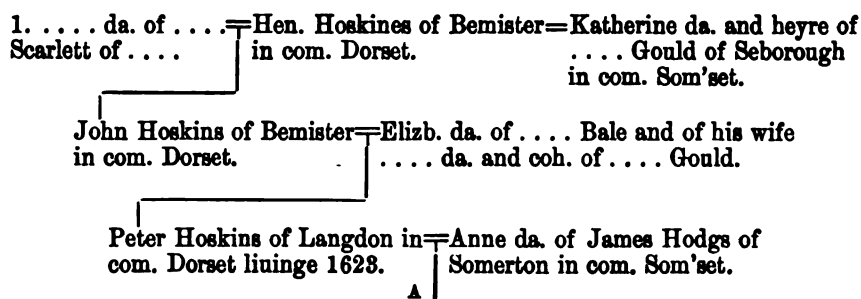 1. . . . . da. of . . . .=Hen. Hoskines of Bemister=Katherine da. and heyre of
Scarlett of . . . . in com. Dorset. . . . . Gould of Seborough
in com. Som'set.
John Hoskins of Bemister=Elizb. da. of . . . . Bale and of his wife
in com. Dorset. . . . . da. and coh. of . . . . Gould.
Peter Hoskins of Langdon in=Anne da. of James Hodgs of
com. Dorset liuinge 1623. Somerton in com. Som'set.
A